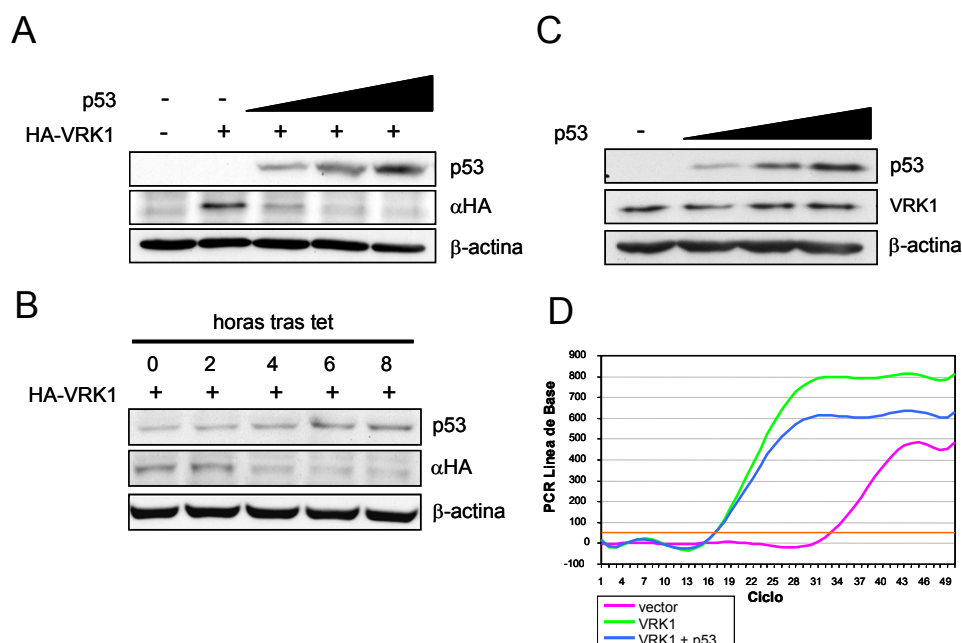 A
p53 - -
HA-VRK1 - + + + +
p53
αHA
β-actina
B
horas tras tet
0 2 4 6 8
HA-VRK1 + + + + +
p53
αHA
β-actina
C
p53 -
p53
VRK1
β-actina
D
PCR Línea de Base
900
800
700
600
500
400
300
200
100
0
-100
1 4 7 10 13 16 19 22 25 28 31 34 37 40 43 46 49
Ciclo
vector
VRK1
VRK1 + p53